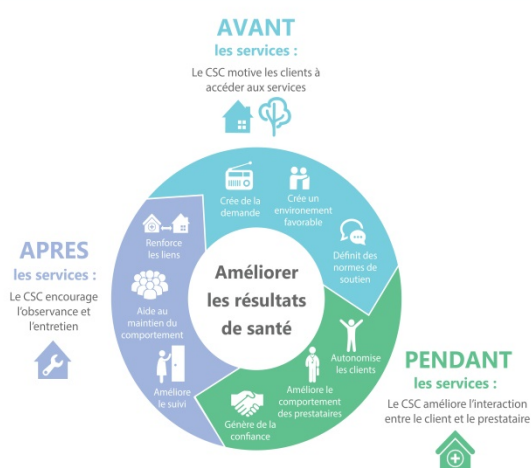 AVANT
les services :
Le CSC motive les clients à
accéder aux services
Crée de la
demande
Crée un
environement
favorable
Définit des
normes de
soutien
Autonomise
les clients
Améliore le
comportement
des prestataires
Génère de la
confiance
Améliore
le suivi
Aide au
maintien du
comportement
Renforce
les liens
Améliorer
les résultats
de santé
PENDANT
les services :
Le CSC améliore l'interaction
entre le client et le prestataire
APRES
les services :
Le CSC encourage
l'observance et
l'entretien